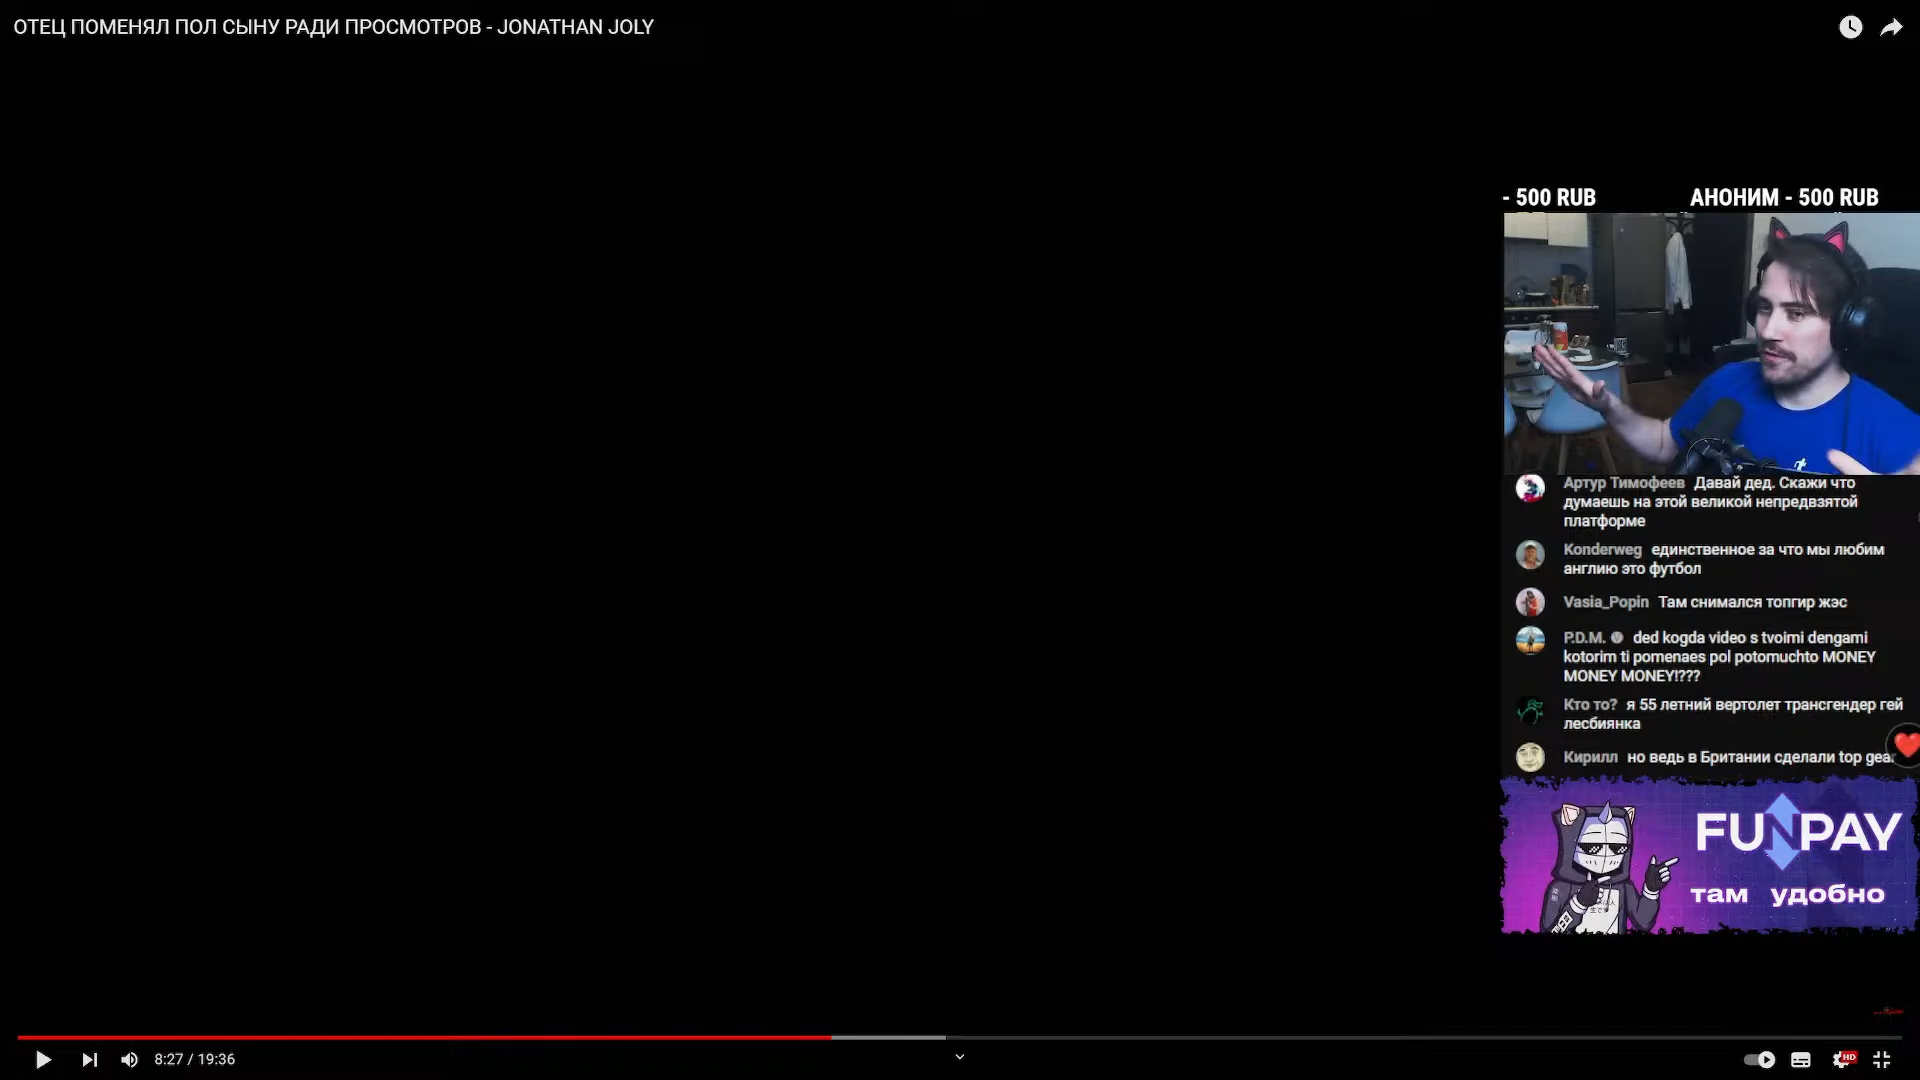 ОТЕЦ ПОМЕНЯЛ ПОЛ СЫНУ РАДИ ПРОСМОТРОВ - JONATHAN JOLY
- 500 RUB
АНОНИМ - 500 RUB
Артур Тимофеев Давай дед. Скажи что
думаешь на этой великой непредвзятой
платформе
Konderweg единственное за что мы любим
англию это футбол
Vasia_Popin Там снимался топгир жэс
P.D.M. ded kogda video s tvoimi dengami
kotorim ti pomenaes pol potomuchto MONEY
MONEY MONEY!???
Кто то? я 55 летний вертолет трансгендер гей
лесбиянка
Кирилл но ведь в Британии сделали top gear
FUNPAY
там удобно
8:27 / 19:36
HD